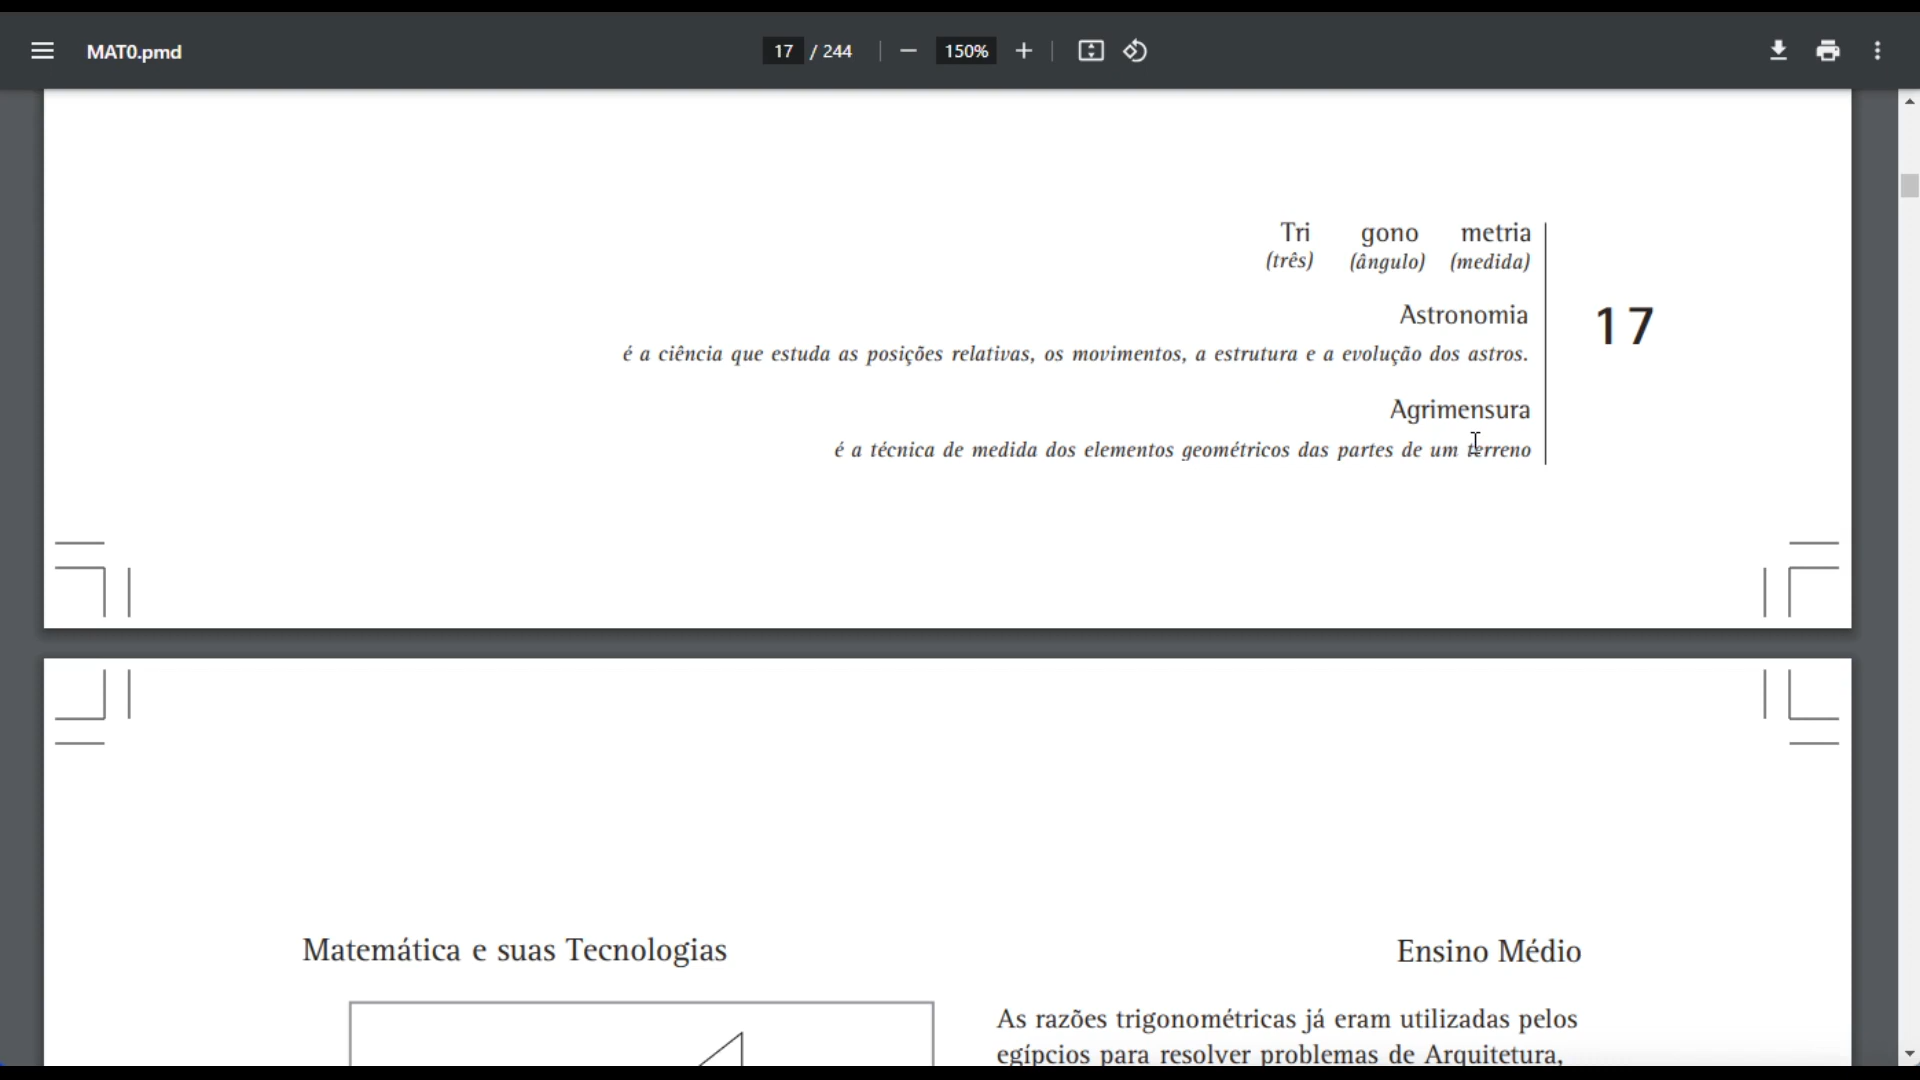 MAT0.pmd
17 / 244
150%
Tri gono metria
(três) (ângulo) (medida)
Astronomia
é a ciência que estuda as posições relativas, os movimentos, a estrutura e a evolução dos astros.
Agrimensura
é a técnica de medida dos elementos geométricos das partes de um terreno
17
Matemática e suas Tecnologias
Ensino Médio
As razões trigonométricas já eram utilizadas pelos
egípcios para resolver problemas de Arquitetura,